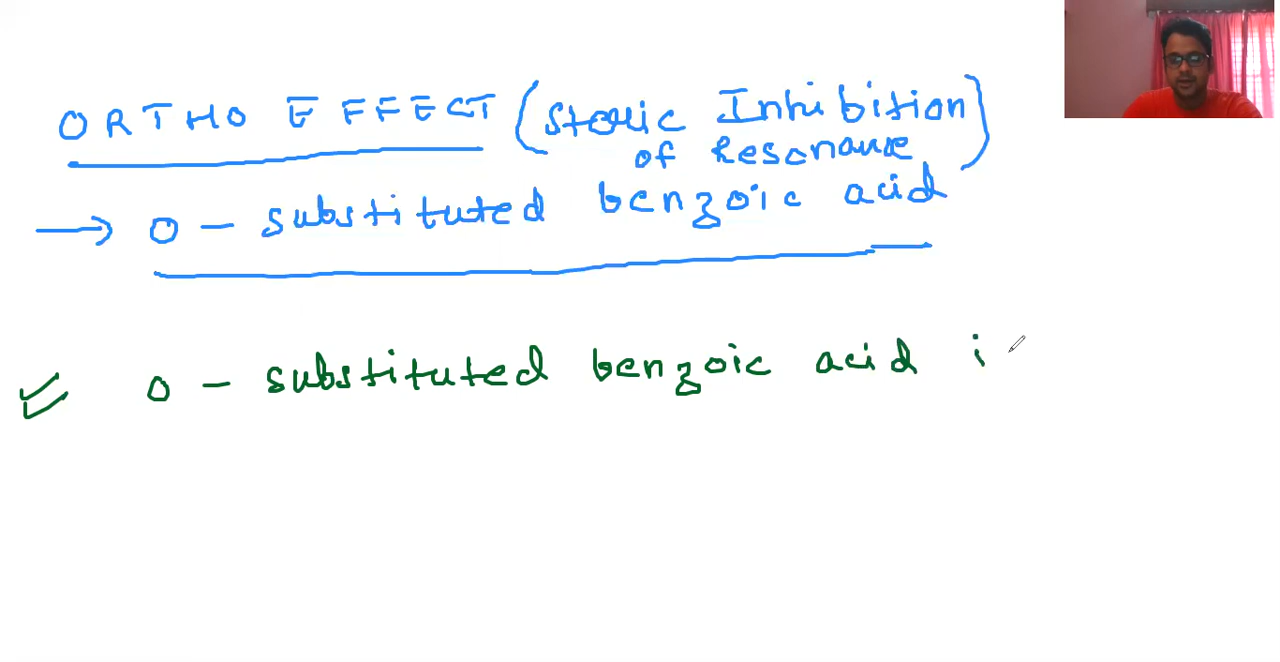 ORTHO EFFECT (Steric Inhibition
of Resonance)
→ O - substituted benzoic acid
O - substituted benzoic acid i